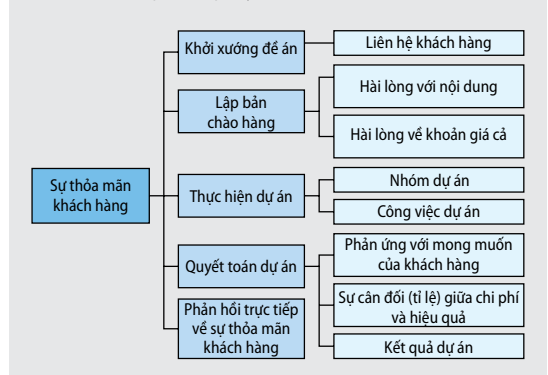 Sự thỏa mãn
khách hàng
Khởi xướng đề án
Liên hệ khách hàng
Lập bản
chào hàng
Hài lòng với nội dung
Hài lòng về khoản giá cả
Thực hiện dự án
Nhóm dự án
Công việc dự án
Quyết toán dự án
Phản ứng với mong muốn
của khách hàng
Sự cân đối (tỉ lệ) giữa chi phí
và hiệu quả
Kết quả dự án
Phản hồi trực tiếp
về sự thỏa mãn
khách hàng